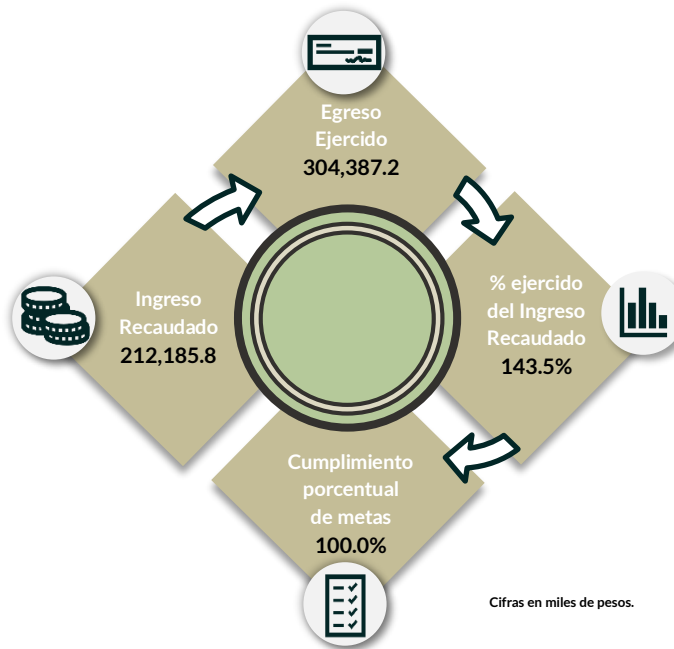 Egreso
Ejercido
304,387.2
Ingreso
Recaudado
212,185.8
% ejercido
del Ingreso
Recaudado
143.5%
Cumplimiento
porcentual
de metas
100.0%
Cifras en miles de pesos.